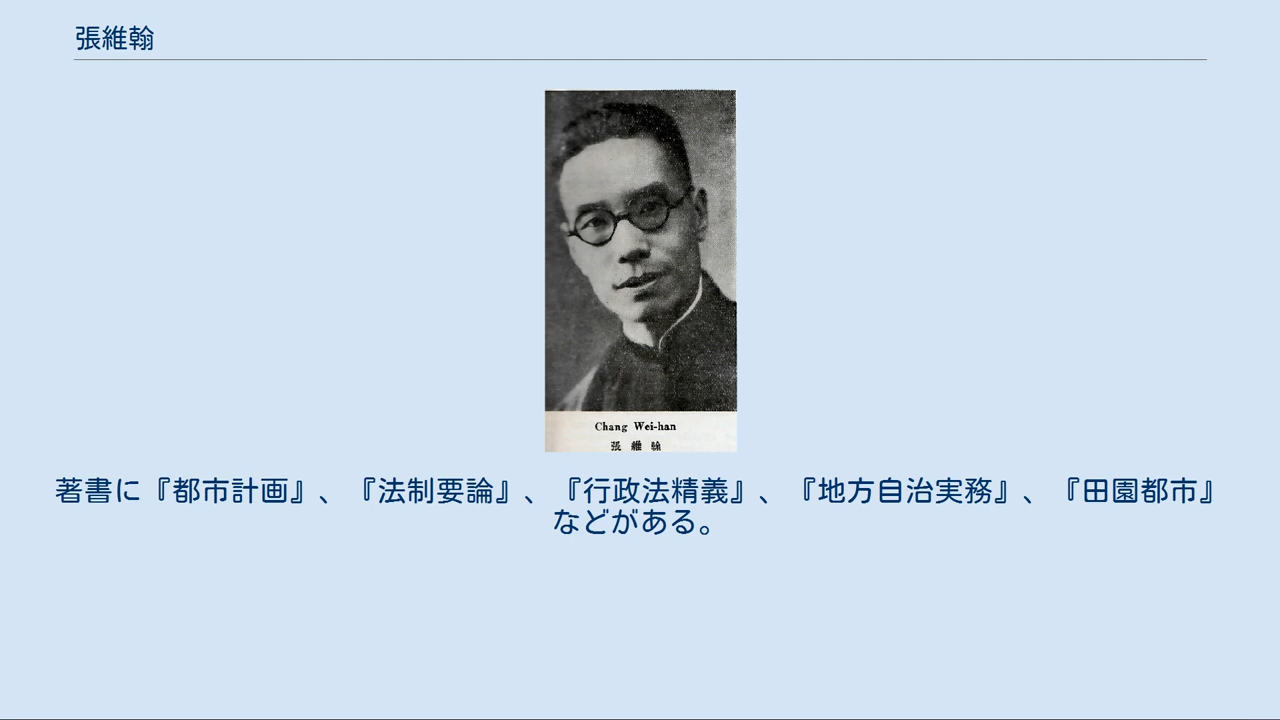 張維翰
Chang Wei-han
張 維 翰
著書に『都市計画』、『法制要論』、『行政法精義』、『地方自治実務』、『田園都市』
などがある。